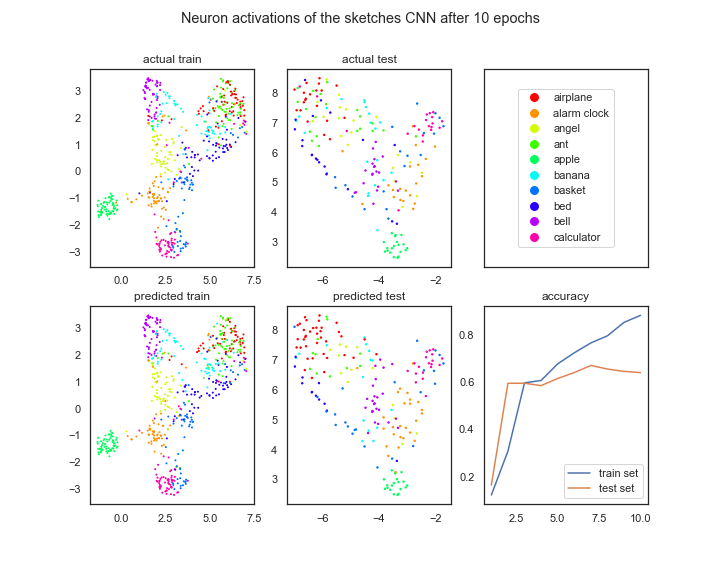 Neuron activations of the sketches CNN after 10 epochs
actual train
3
2
1
0
−1
−2
−3
0.0 2.5 5.0 7.5
actual test
8
7
6
5
4
3
−6 −4 −2
airplane
alarm clock
angel
ant
apple
banana
basket
bed
bell
calculator
predicted train
3
2
1
0
−1
−2
−3
0.0 2.5 5.0 7.5
predicted test
8
7
6
5
4
3
−6 −4 −2
accuracy
0.8
0.6
0.4
0.2
train set
test set
2.5 5.0 7.5 10.0